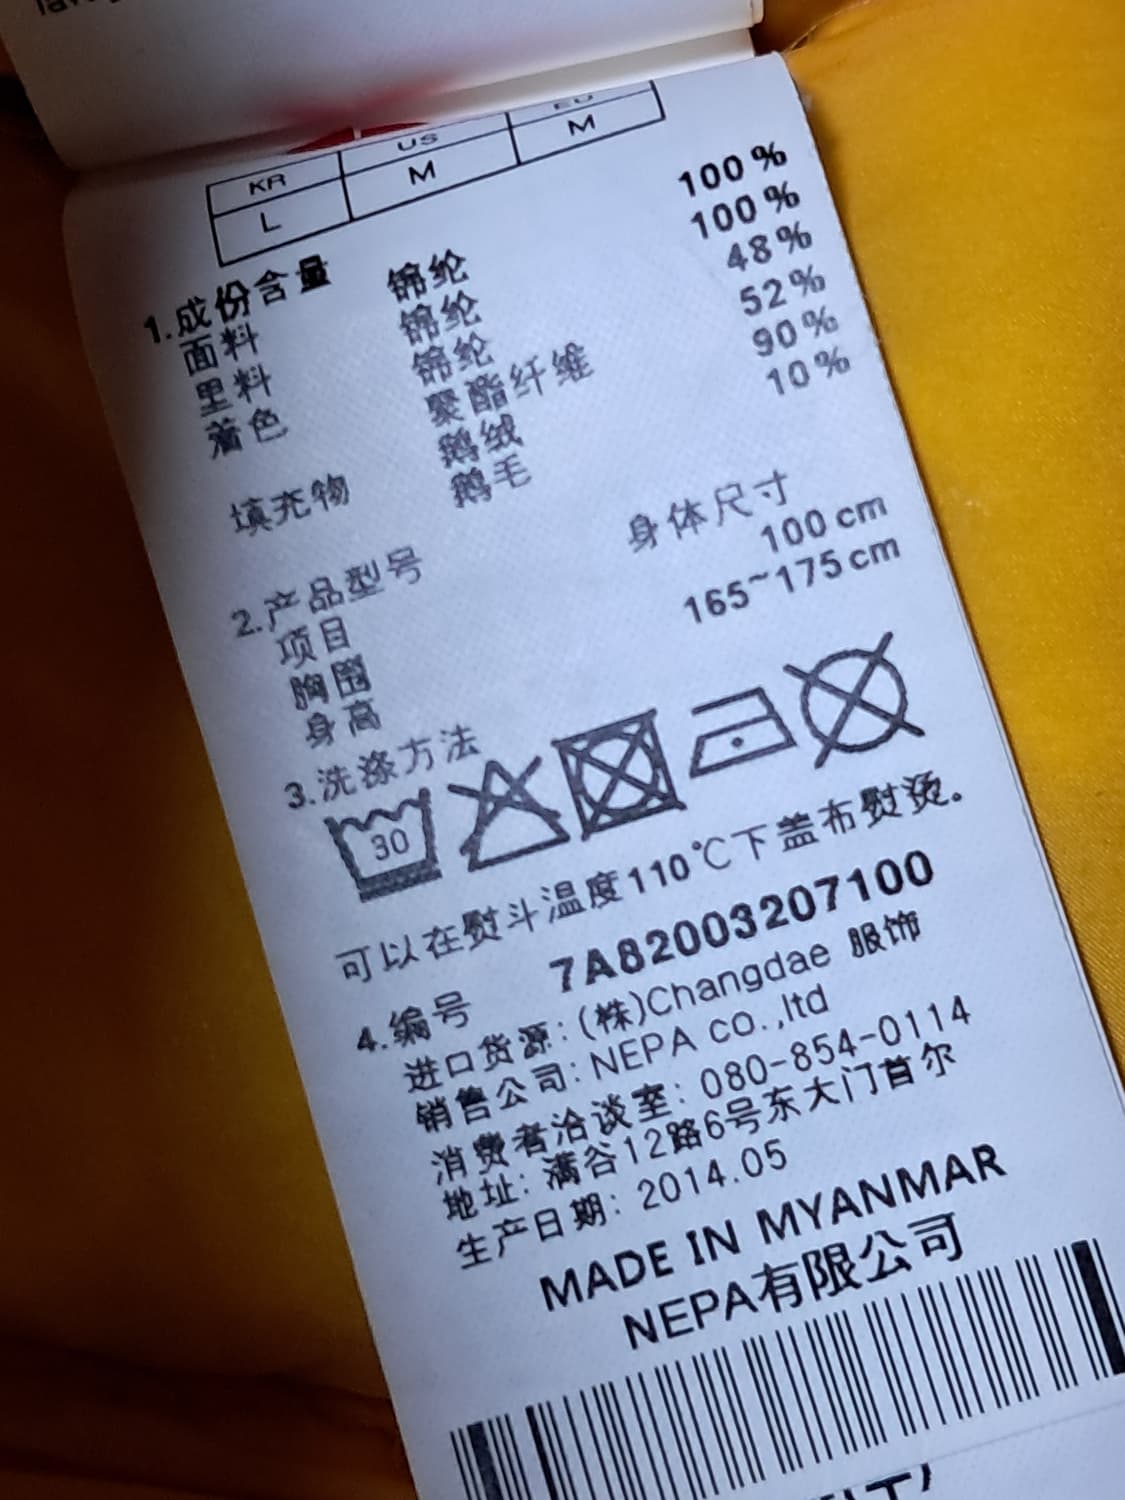 KR US EU
L M M
1.成份含量
面料 锦纶 100%
里料 锦纶 100%
着色 锦纶 48%
聚酯纤维 52%
填充物 鹅绒 90%
鹅毛 10%
2.产品型号
项目 身体尺寸
胸围 100cm
身高 165~175cm
3.洗涤方法
30
可以在熨斗温度110℃下盖布熨烫。
4.编号 7A82003207100
进口货源: (株)Changdae 服饰
销售公司: NEPA co.,ltd
消费者洽谈室: 080-854-0114
地址: 满谷12路6号东大门首尔
生产日期: 2014.05
MADE IN MYANMAR
NEPA有限公司